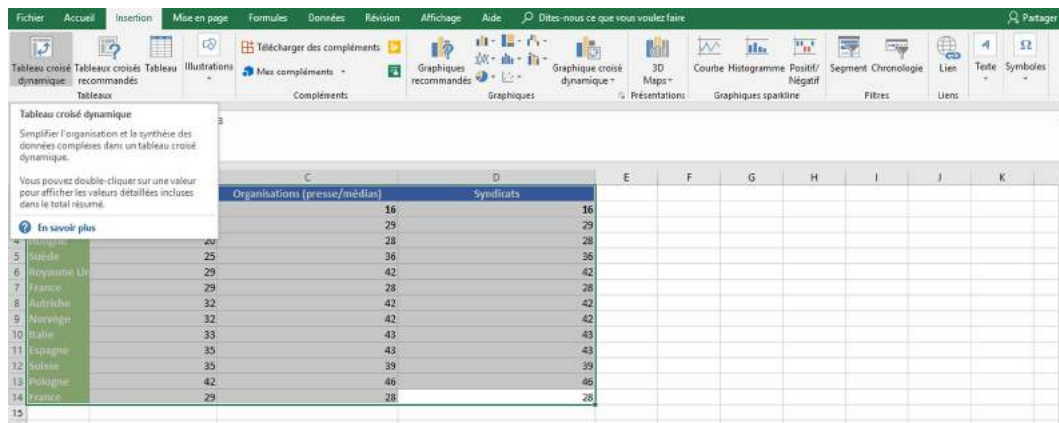 Fichier Accueil Insertion Mise en page Formules Données Révision Affichage Aide Dites-nous ce que vous voulez faire Partager
Tableau croisé dynamique
Tableaux croisés recommandés
Tableau
Illustrations
Télécharger des compléments
Mes compléments
Graphiques recommandés
Graphique croisé dynamique
3D Maps
Courbe
Histogramme
Positif/ Négatif
Segment
Chronologie
Lien
Texte
Symboles
Tableaux Compléments Graphiques Présentations Graphiques sparkline Filtres Liens
Tableau croisé dynamique
Simplifier l'organisation et la synthèse des
données complexes dans un tableau croisé
dynamique.
Vous pouvez double-cliquer sur une valeur
pour afficher les valeurs détaillées incluses
dans le total résumé.
En savoir plus
C D E F G H I J K
Organisations (presse/médias) Syndicats
16 16
29 29
4 20 28 28
5 Suède 25 36 36
6 Royaume Un 29 42 42
7 France 29 28 28
8 Autriche 32 42 42
9 Norvège 32 42 42
10 Italie 33 43 43
11 Espagne 35 43 43
12 Suisse 35 39 39
13 Pologne 42 46 46
14 France 29 28 28
15